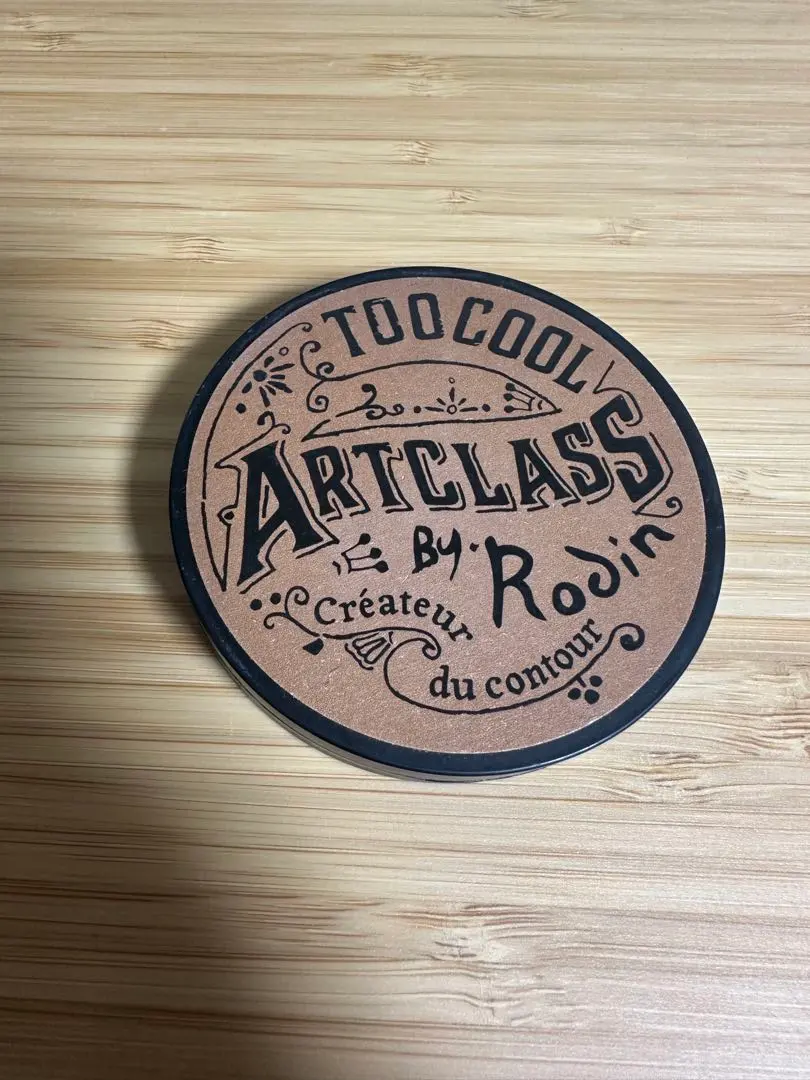 TOO COOL
ARTCLASS
By. Rodin
Créateur
du contour